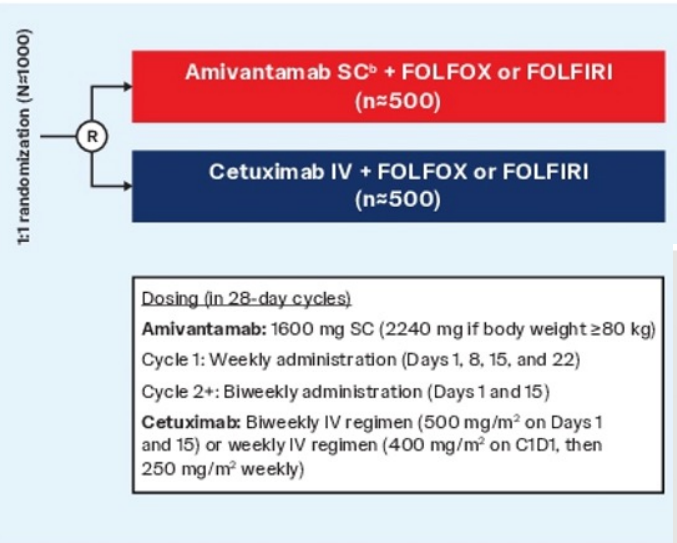 1:1 randomization (N≈1000)
R
Amivantamab SCᵇ + FOLFOX or FOLFIRI
(n≈500)
Cetuximab IV + FOLFOX or FOLFIRI
(n≈500)
Dosing (in 28-day cycles)
Amivantamab: 1600 mg SC (2240 mg if body weight ≥80 kg)
Cycle 1: Weekly administration (Days 1, 8, 15, and 22)
Cycle 2+: Biweekly administration (Days 1 and 15)
Cetuximab: Biweekly IV regimen (500 mg/m² on Days 1
and 15) or weekly IV regimen (400 mg/m² on C1D1, then
250 mg/m² weekly)